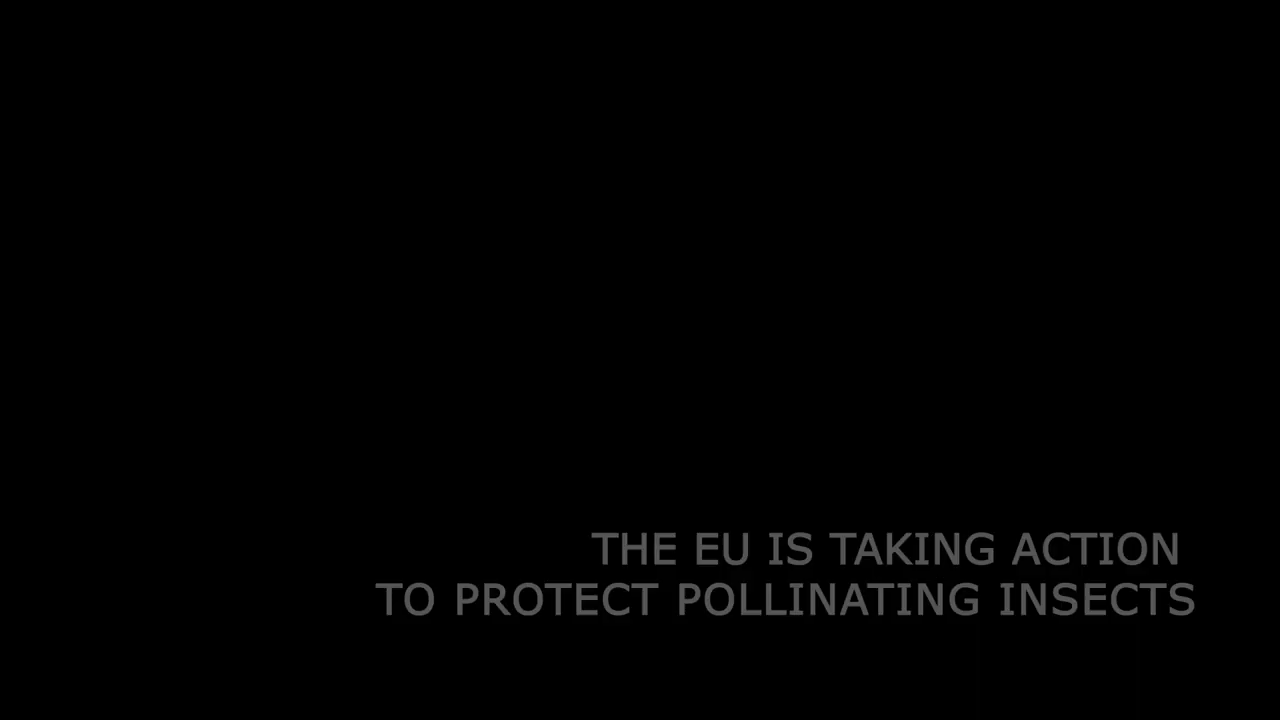 THE EU IS TAKING ACTION
TO PROTECT POLLINATING INSECTS